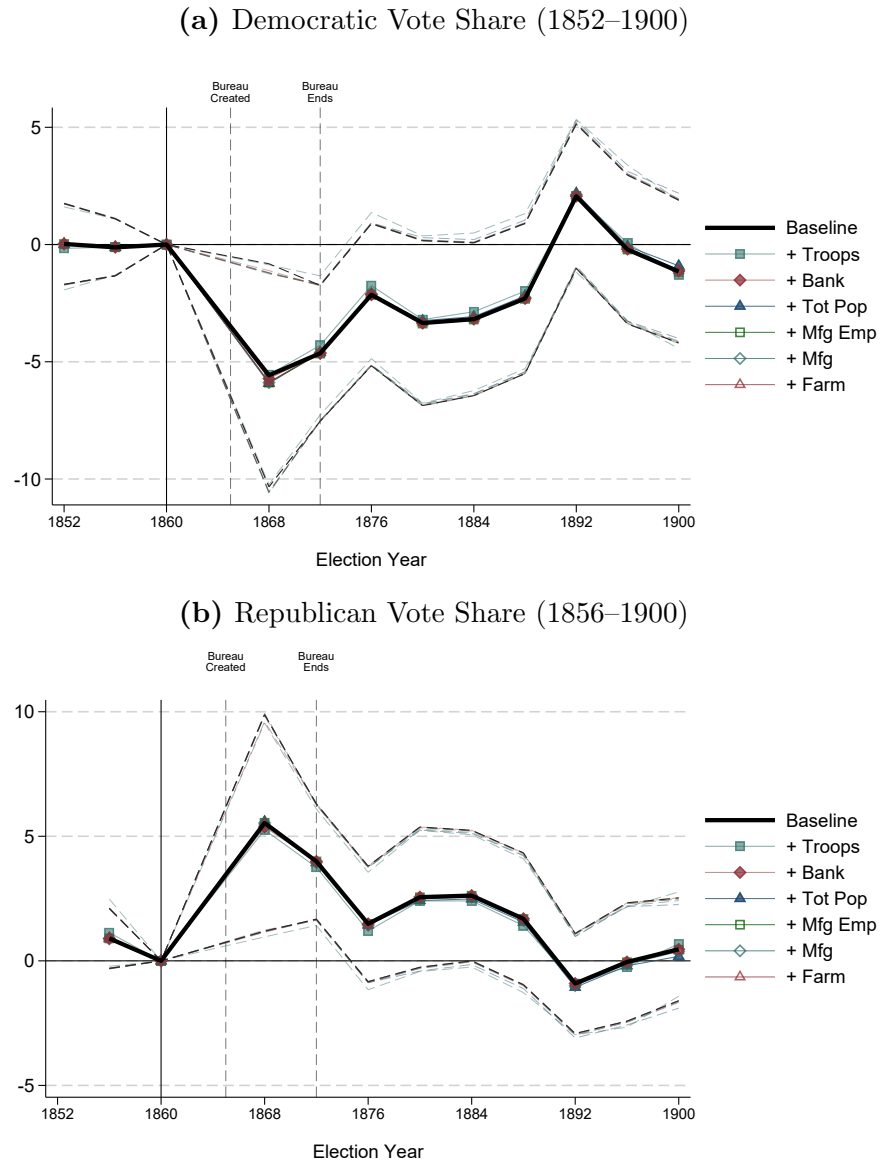 (a) Democratic Vote Share (1852–1900)
Bureau
Created
Bureau
Ends
5
0
-5
-10
1852
1860
1868
1876
1884
1892
1900
Election Year
Baseline
+ Troops
+ Bank
+ Tot Pop
+ Mfg Emp
+ Mfg
+ Farm
(b) Republican Vote Share (1856–1900)
Bureau
Created
Bureau
Ends
10
5
0
-5
1852
1860
1868
1876
1884
1892
1900
Election Year
Baseline
+ Troops
+ Bank
+ Tot Pop
+ Mfg Emp
+ Mfg
+ Farm